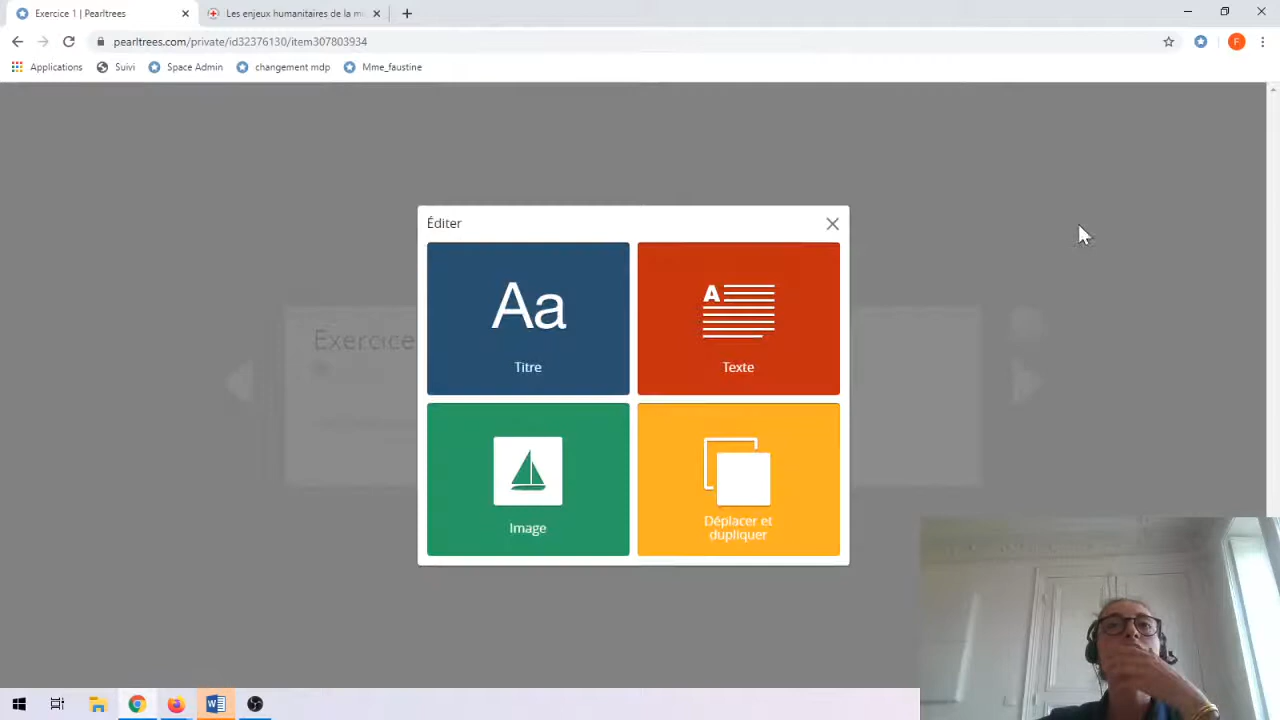 Exercice 1 | Pearltrees
Les enjeux humanitaires de la mi
pearltrees.com/private/id32376130/item307803934
F
Applications
Suivi
Space Admin
changement mdp
Mme_faustine
Éditer
Aa
Titre
A
Texte
Exercice
Image
Déplacer et
dupliquer